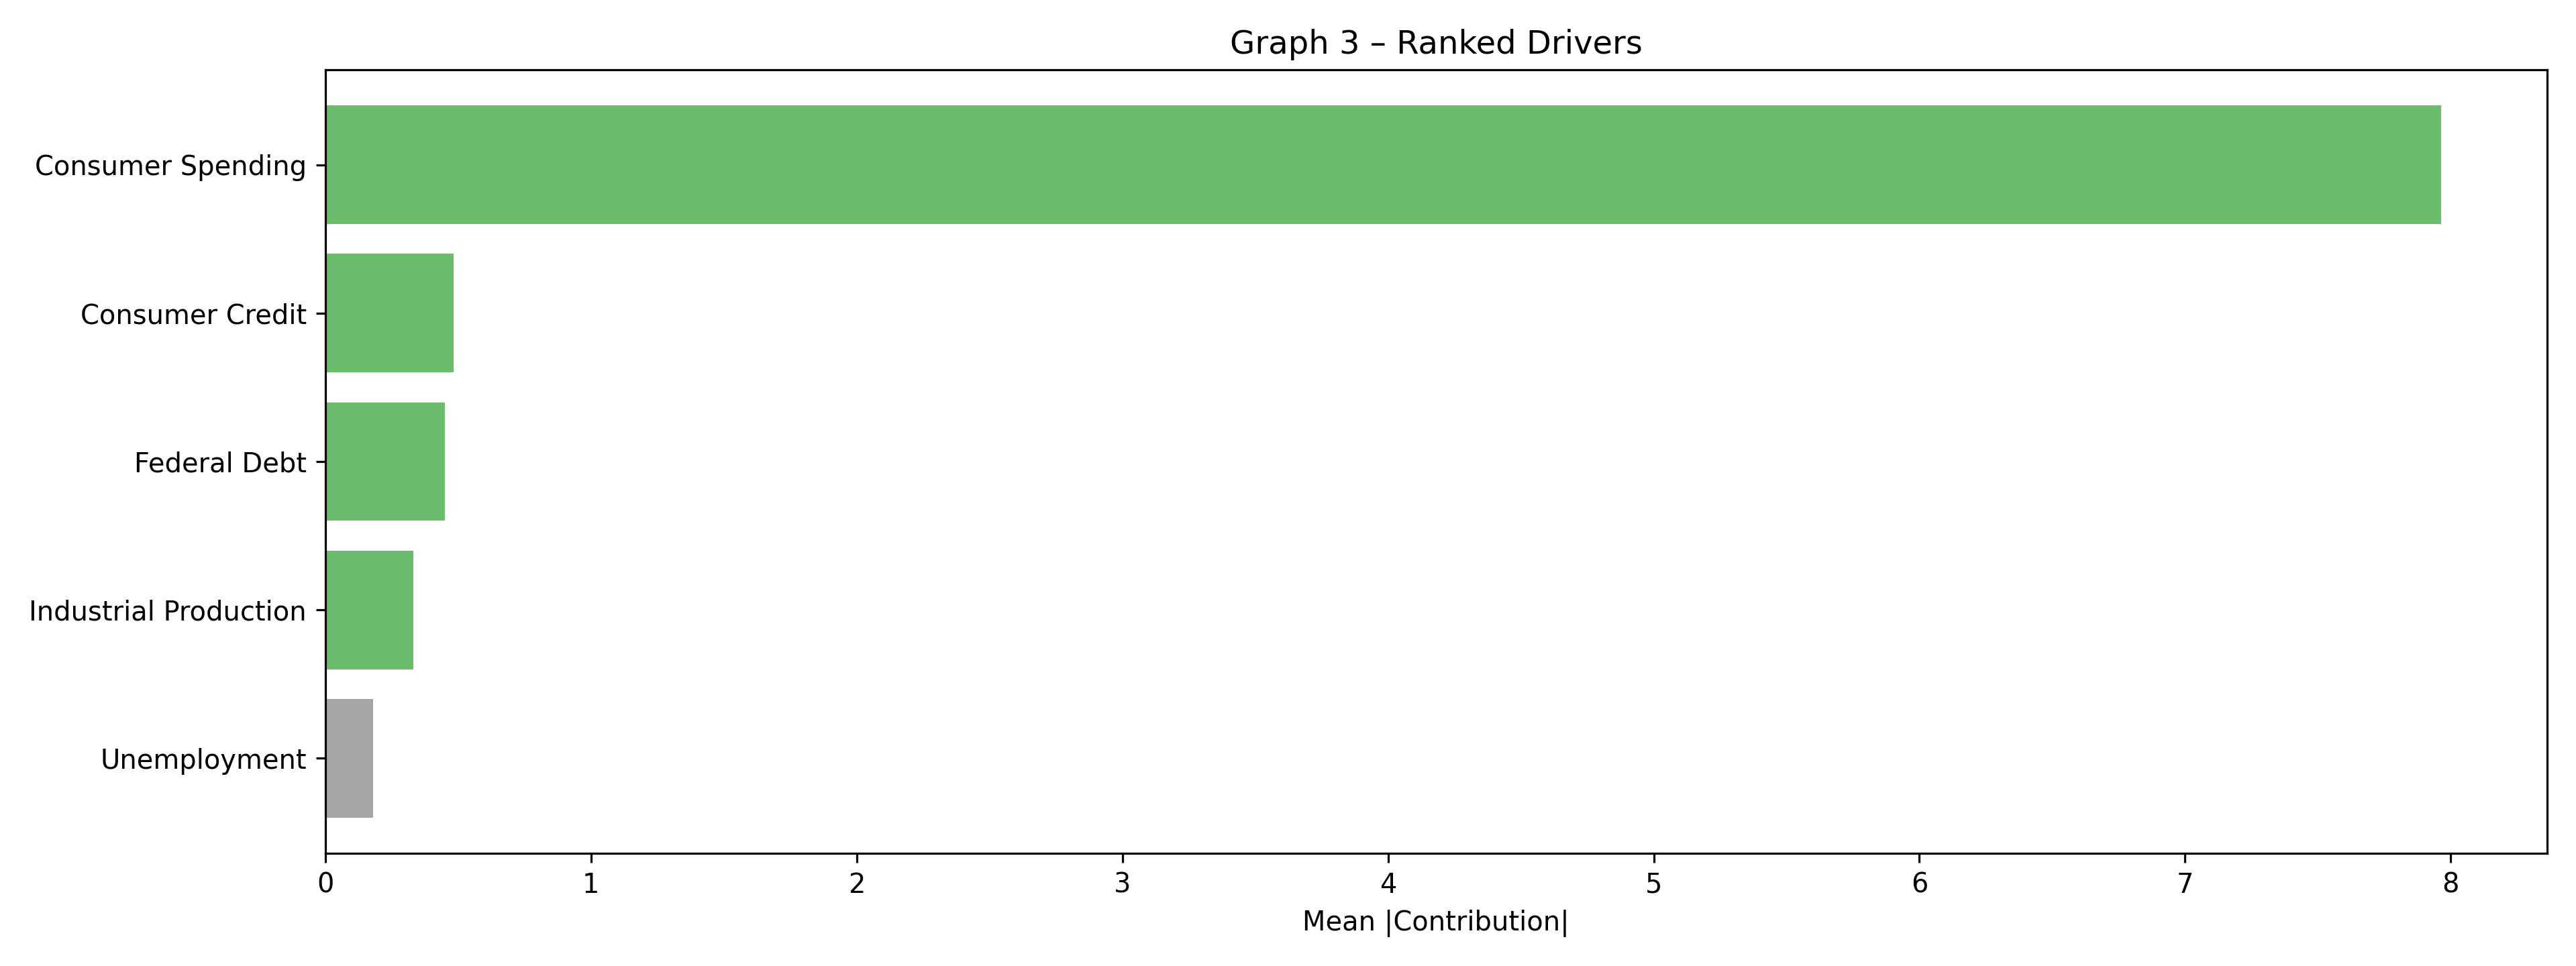 Graph 3 – Ranked Drivers
Consumer Spending
Consumer Credit
Federal Debt
Industrial Production
Unemployment
0 1 2 3 4 5 6 7 8
Mean |Contribution|